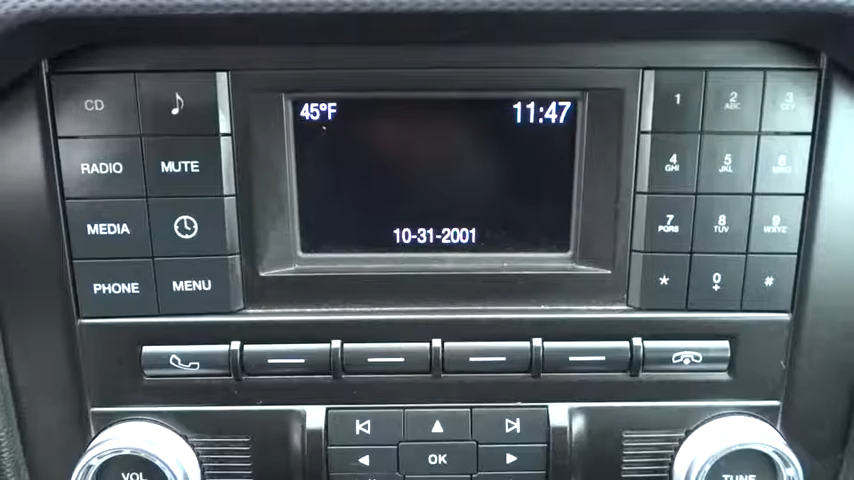 CD
45°F
11:47
1
2
ABC
3
DEF
RADIO
MUTE
4
GHI
5
JKL
6
MNO
MEDIA
7
PQRS
8
TUV
9
WXYZ
10-31-2001
PHONE
MENU
*
0
+
#
OK
VOL
TUNE